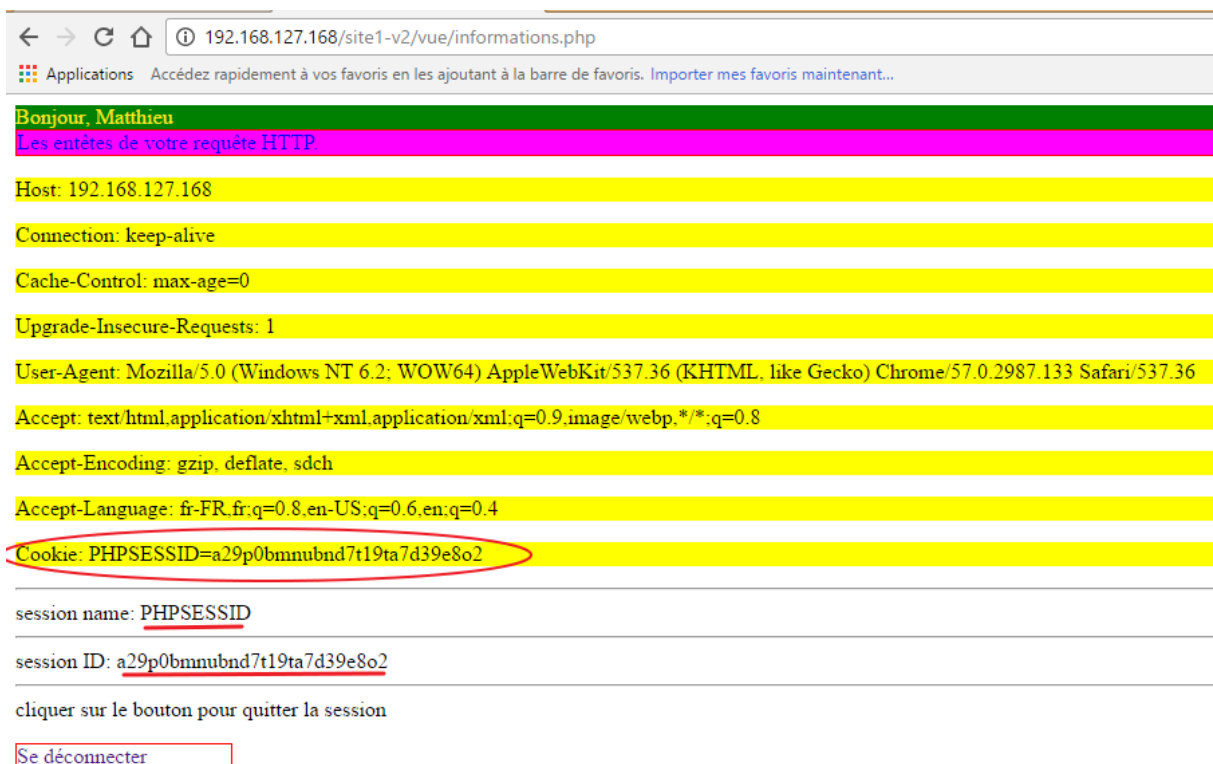 192.168.127.168/site1-v2/vue/informations.php
Applications Accédez rapidement à vos favoris en les ajoutant à la barre de favoris. Importer mes favoris maintenant...
Bonjour, Matthieu
Les entêtes de votre requête HTTP.
Host: 192.168.127.168
Connection: keep-alive
Cache-Control: max-age=0
Upgrade-Insecure-Requests: 1
User-Agent: Mozilla/5.0 (Windows NT 6.2; WOW64) AppleWebKit/537.36 (KHTML, like Gecko) Chrome/57.0.2987.133 Safari/537.36
Accept: text/html,application/xhtml+xml,application/xml;q=0.9,image/webp,*/*;q=0.8
Accept-Encoding: gzip, deflate, sdch
Accept-Language: fr-FR,fr;q=0.8,en-US;q=0.6,en;q=0.4
Cookie: PHPSESSID=a29p0bmnubnd7t19ta7d39e8o2
session name: PHPSESSID
session ID: a29p0bmnubnd7t19ta7d39e8o2
cliquer sur le bouton pour quitter la session
Se déconnecter